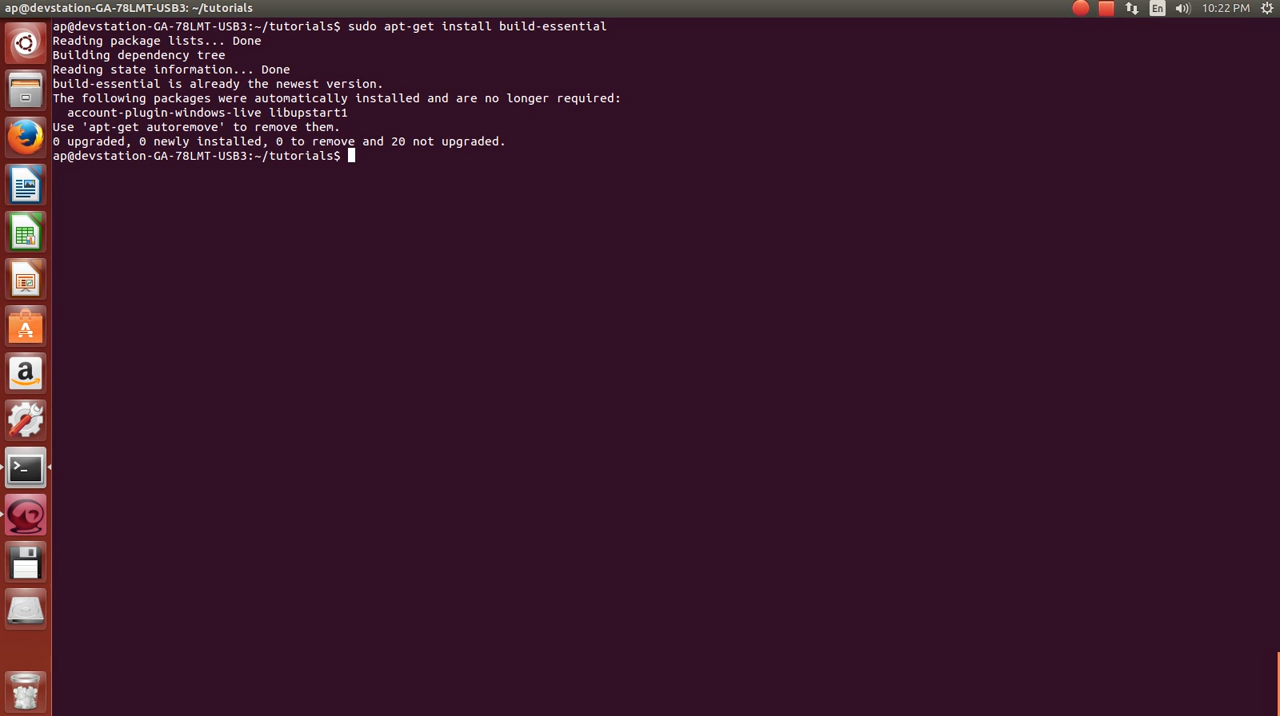 ap@devstation-GA-78LMT-USB3: ~/tutorials
En
10:22 PM
ap@devstation-GA-78LMT-USB3:~/tutorials$ sudo apt-get install build-essential
Reading package lists... Done
Building dependency tree
Reading state information... Done
build-essential is already the newest version.
The following packages were automatically installed and are no longer required:
  account-plugin-windows-live libupstart1
Use 'apt-get autoremove' to remove them.
0 upgraded, 0 newly installed, 0 to remove and 20 not upgraded.
ap@devstation-GA-78LMT-USB3:~/tutorials$